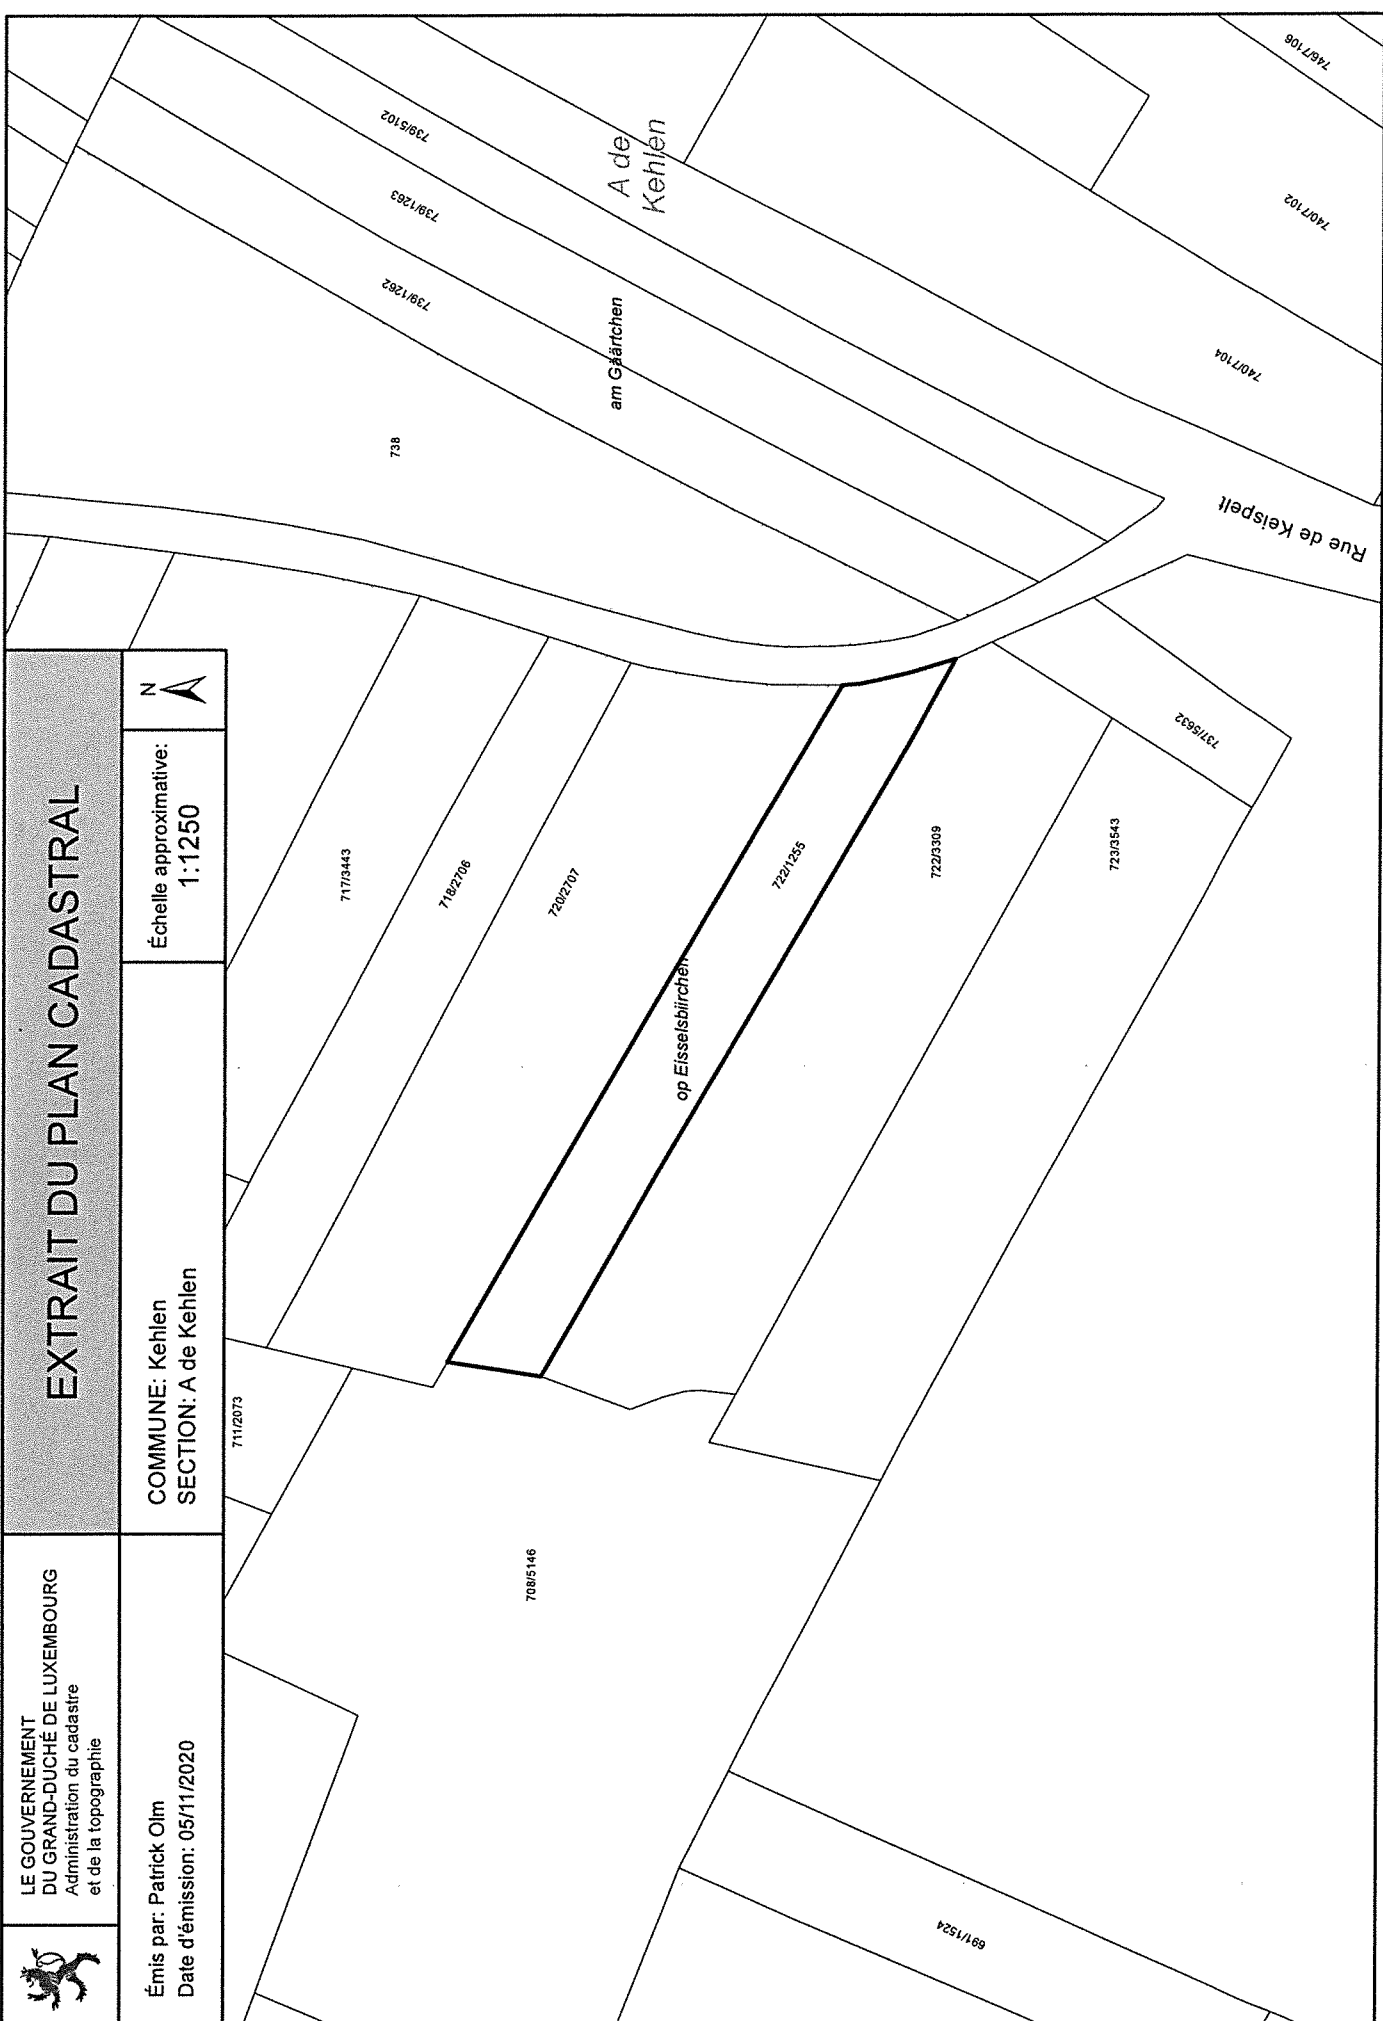 LE GOUVERNEMENT
DU GRAND-DUCHÉ DE LUXEMBOURG
Administration du cadastre
et de la topographie
EXTRAIT DU PLAN CADASTRAL
Émis par: Patrick Olm
Date d'émission: 05/11/2020
COMMUNE: Kehlen
SECTION: A de Kehlen
Échelle approximative:
1:1250
N
711/2073
717/3443
718/2706
720/2707
708/5146
op Eisselsbiirchen
722/1255
722/3309
723/3543
737/5632
691/1524
738
739/1262
739/1263
739/5102
am Gäärtchen
A de
Kehlen
740/7104
740/7102
746/7106
Rue de Keispelt